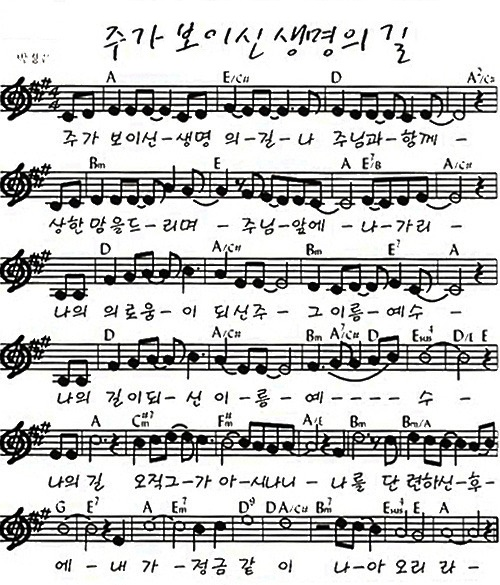 주가 보이신 생명의 길
A E/C# D A7/C#
주가 보이신-생명 의-길-나 주님과-함께 -
Bm E A E7/B A/C#
상한 맘을드-리며 - 주님-앞에 -나-가리 -
D A/C# Bm E7 A
나의 의로움-이 되신주- 그이름-예수 -
D A/C# Bm A7/C# D Esus4 D/E E
나의 길이되-신 이-름-예---- 수 -
A C#m7 F#m A/E Bm Bm/A
나의길 오직그-가 아-시나니- 나를 단 련하신-후-
G E7 A Em7 D9 D A/C# Bm7 Esus4 E A
에-내 가 -정금 같 이 나-아 오리 라-